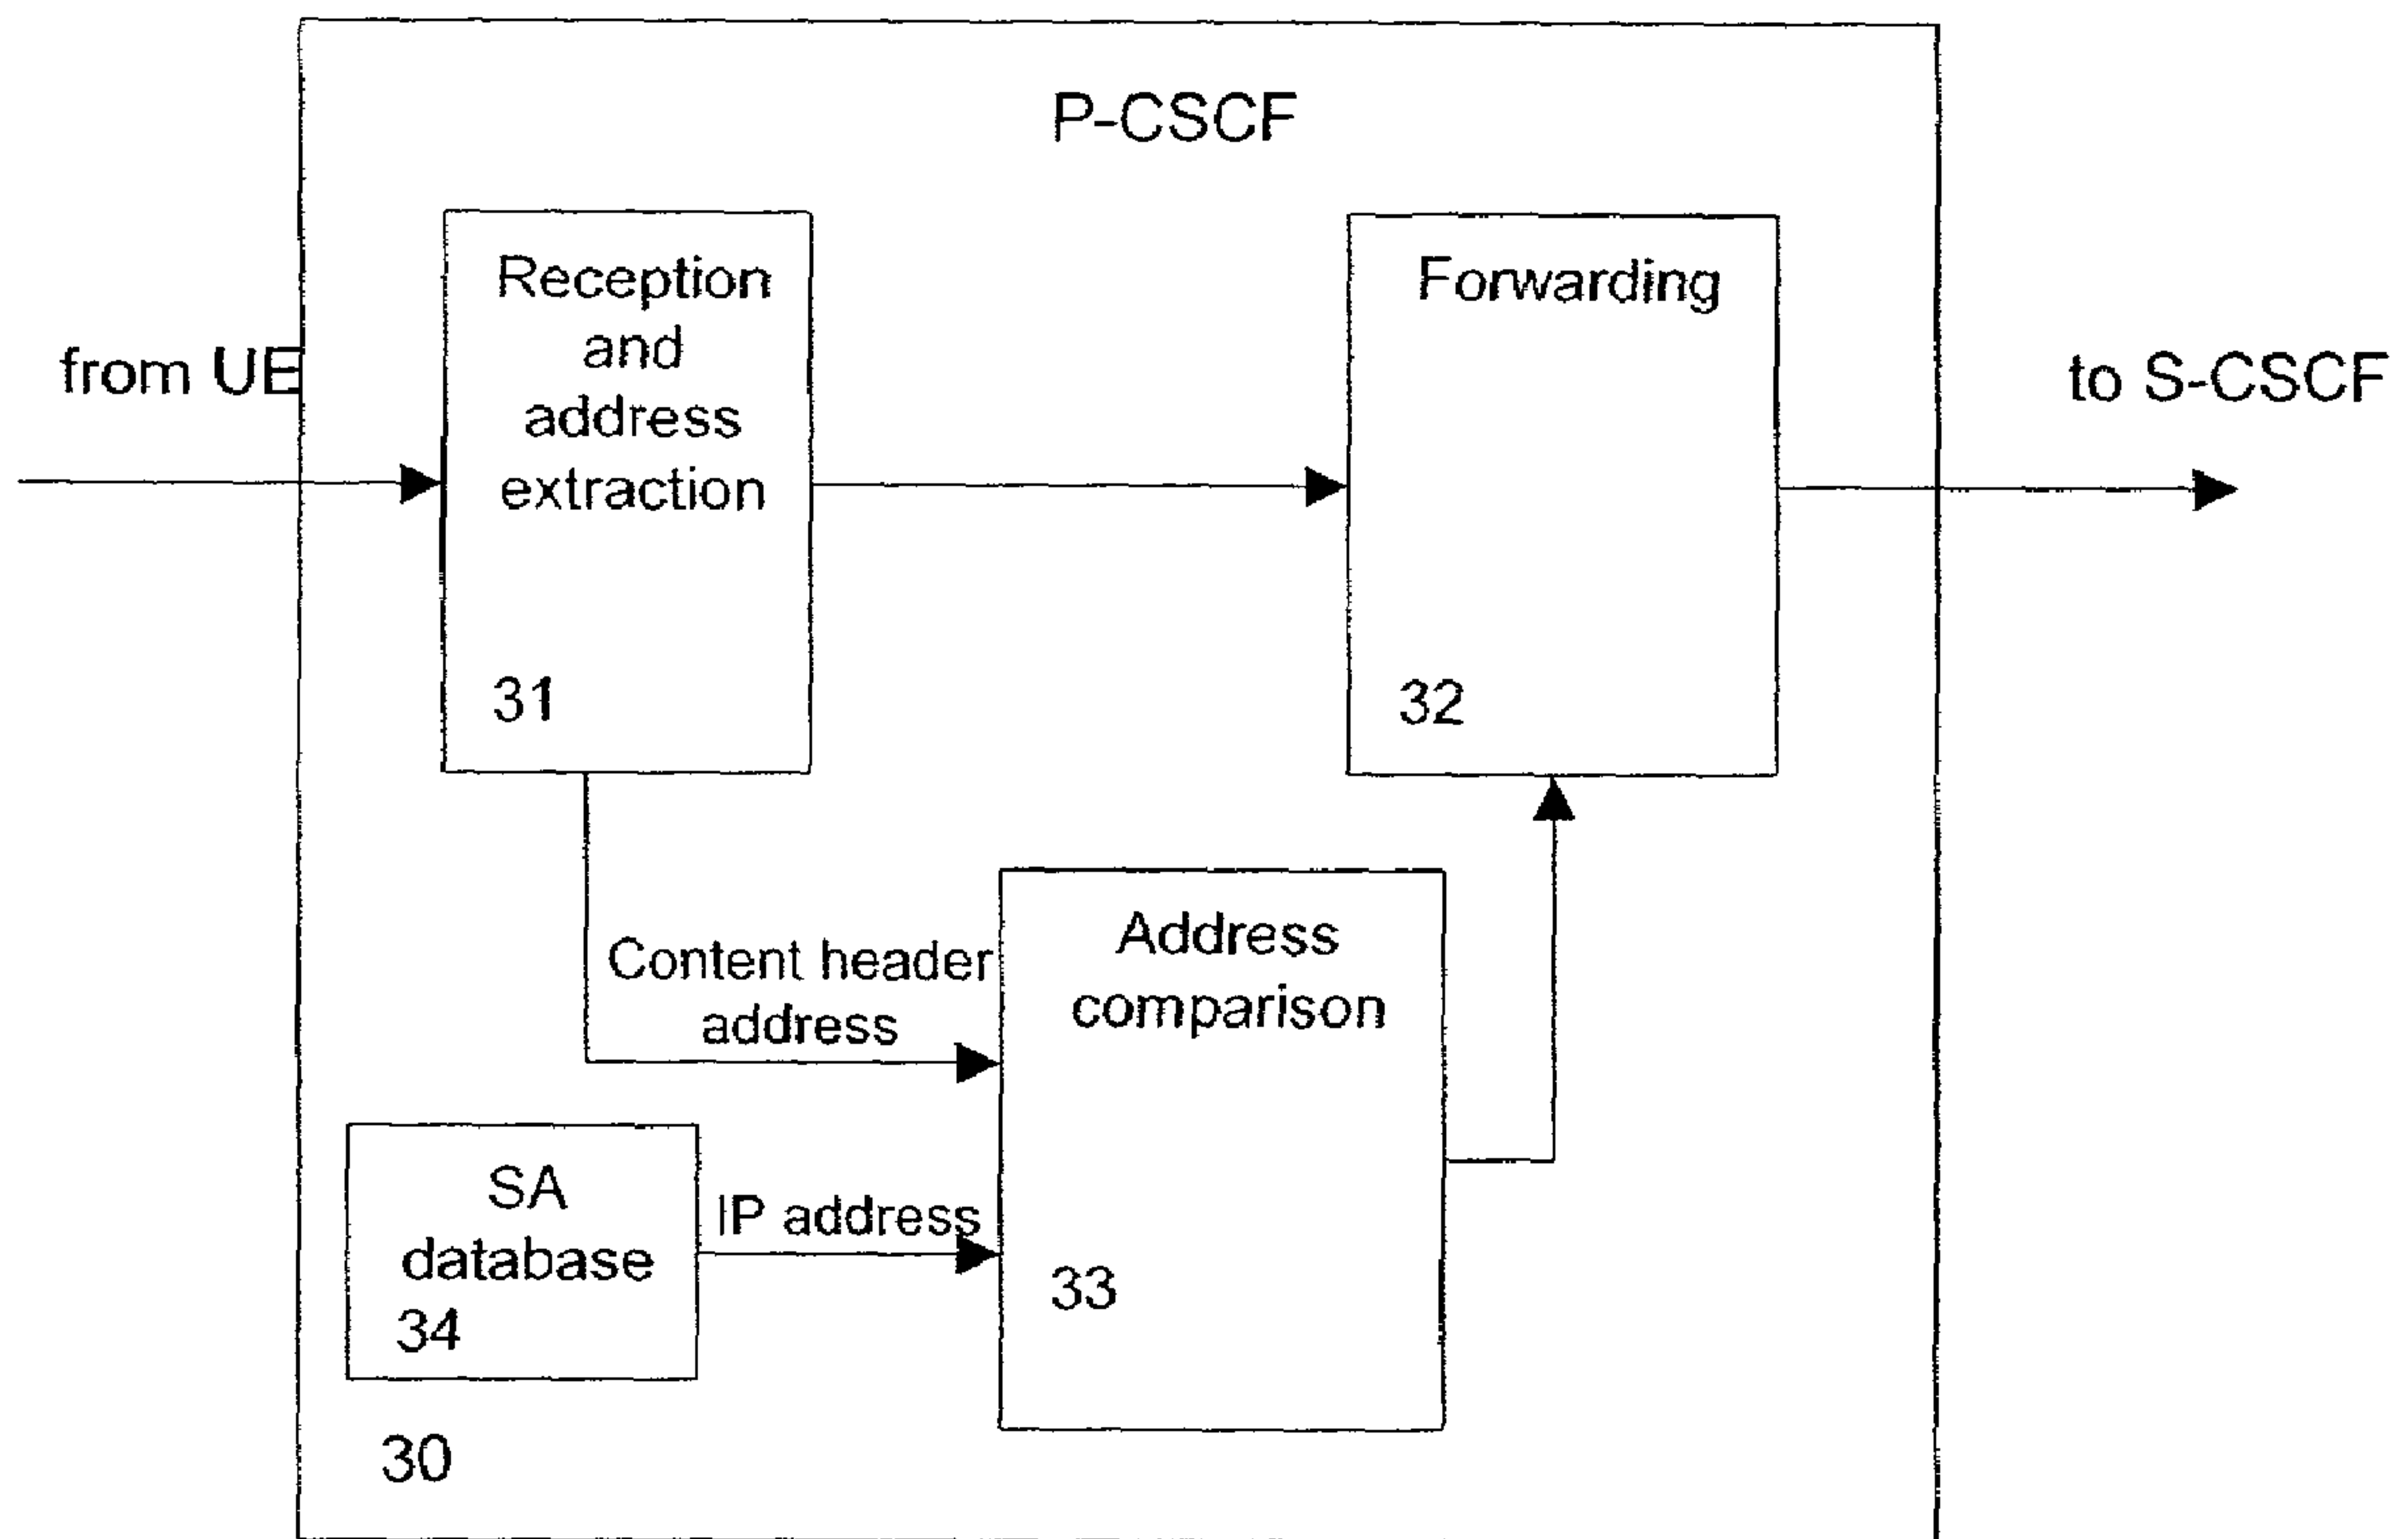 P-CSCF
from UE
Reception
and
address
extraction
31
Forwarding
32
to S-CSCF
Content header
address
Address
comparison
33
SA
database
34
IP address
30